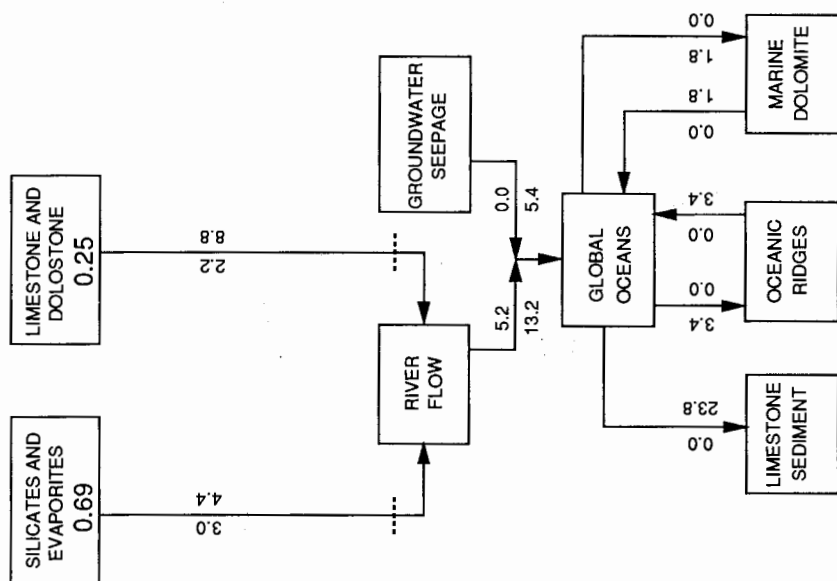 SILICATES AND
EVAPORITES
0.69
4.4
3.0
LIMESTONE AND
DOLOSTONE
0.25
8.8
2.2
RIVER
FLOW
GROUNDWATER
SEEPAGE
5.2
13.2
0.0
5.4
GLOBAL
OCEANS
23.8
0.0
0.0
3.4
3.4
0.0
1.8
0.0
0.0
1.8
LIMESTONE
SEDIMENT
OCEANIC
RIDGES
MARINE
DOLOMITE